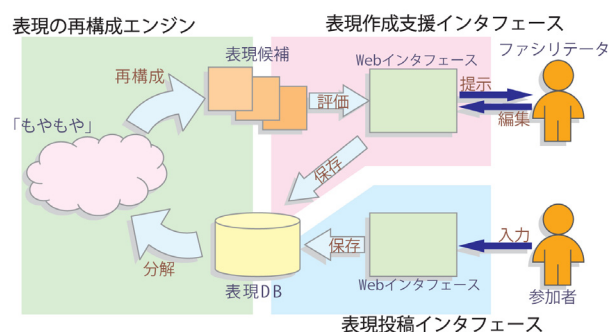 表現の再構成エンジン
表現作成支援インタフェース
表現候補
Webインタフェース
ファシリテータ
再構成
評価
提示
編集
「もやもや」
保存
入力
保存
分解
表現DB
Webインタフェース
参加者
表現投稿インタフェース